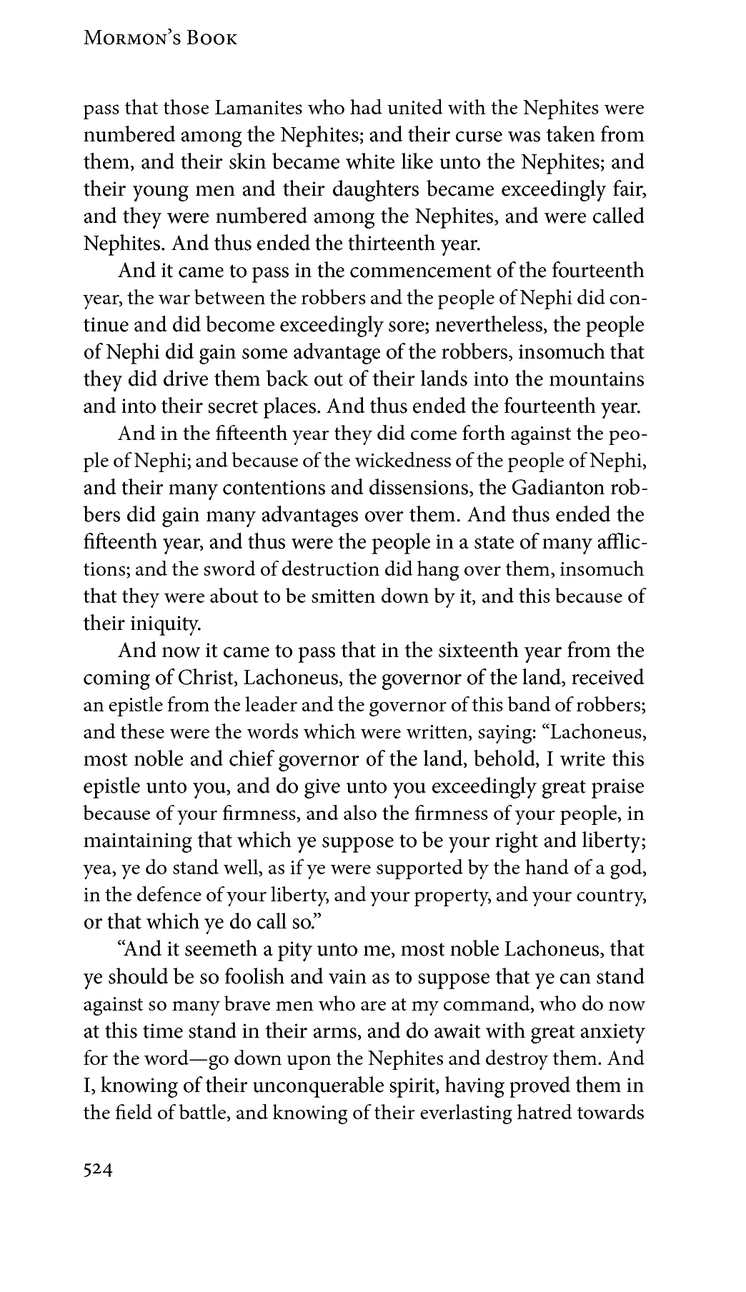 Mormon’s Book
pass that those Lamanites who had united with the Nephites were
numbered among the Nephites; and their curse was taken from
them, and their skin became white like unto the Nephites; and
their young men and their daughters became exceedingly fair,
and they were numbered among the Nephites, and were called
Nephites. And thus ended the thirteenth year.
And it came to pass in the commencement of the fourteenth
year, the war between the robbers and the people of Nephi did con-
tinue and did become exceedingly sore; nevertheless, the people
of Nephi did gain some advantage of the robbers, insomuch that
they did drive them back out of their lands into the mountains
and into their secret places. And thus ended the fourteenth year.
And in the fifteenth year they did come forth against the peo-
ple of Nephi; and because of the wickedness of the people of Nephi,
and their many contentions and dissensions, the Gadianton rob-
bers did gain many advantages over them. And thus ended the
fifteenth year, and thus were the people in a state of many afflic-
tions; and the sword of destruction did hang over them, insomuch
that they were about to be smitten down by it, and this because of
their iniquity.
And now it came to pass that in the sixteenth year from the
coming of Christ, Lachoneus, the governor of the land, received
an epistle from the leader and the governor of this band of robbers;
and these were the words which were written, saying: “Lachoneus,
most noble and chief governor of the land, behold, I write this
epistle unto you, and do give unto you exceedingly great praise
because of your firmness, and also the firmness of your people, in
maintaining that which ye suppose to be your right and liberty;
yea, ye do stand well, as if ye were supported by the hand of a god,
in the defence of your liberty, and your property, and your country,
or that which ye do call so.”
“And it seemeth a pity unto me, most noble Lachoneus, that
ye should be so foolish and vain as to suppose that ye can stand
against so many brave men who are at my command, who do now
at this time stand in their arms, and do await with great anxiety
for the word—go down upon the Nephites and destroy them. And
I, knowing of their unconquerable spirit, having proved them in
the field of battle, and knowing of their everlasting hatred towards
524